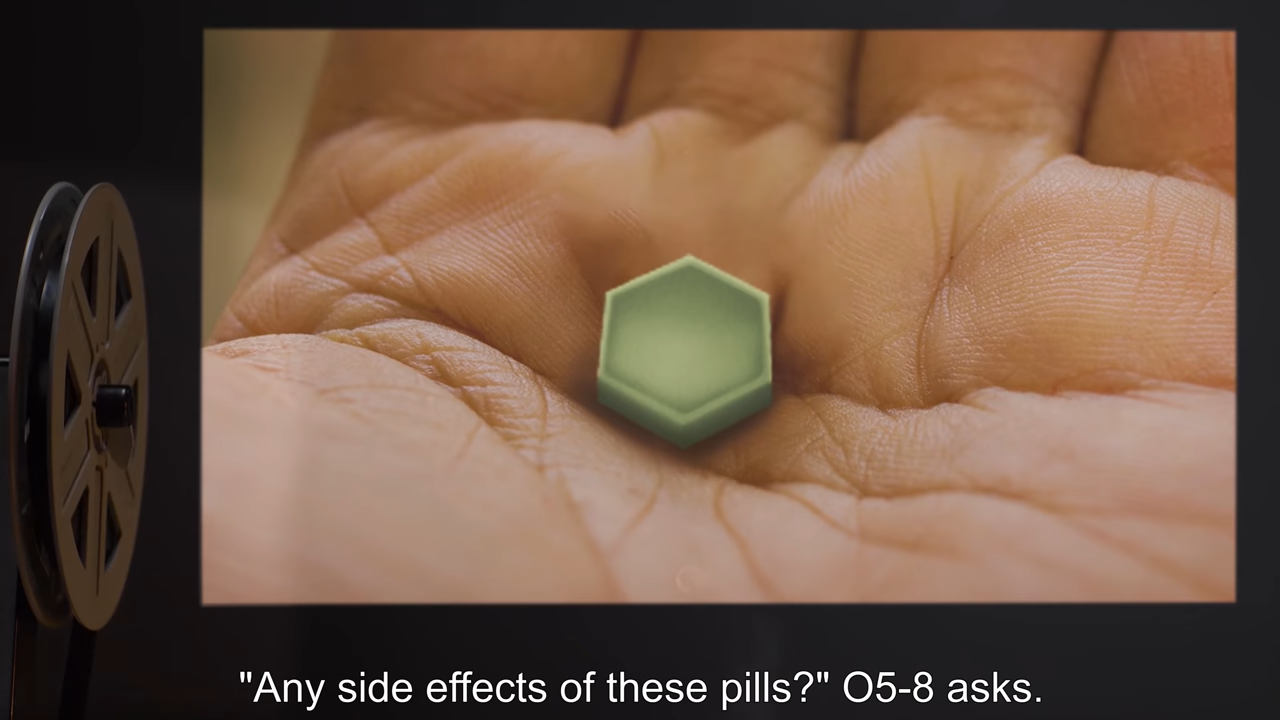 "Any side effects of these pills?" O5-8 asks.